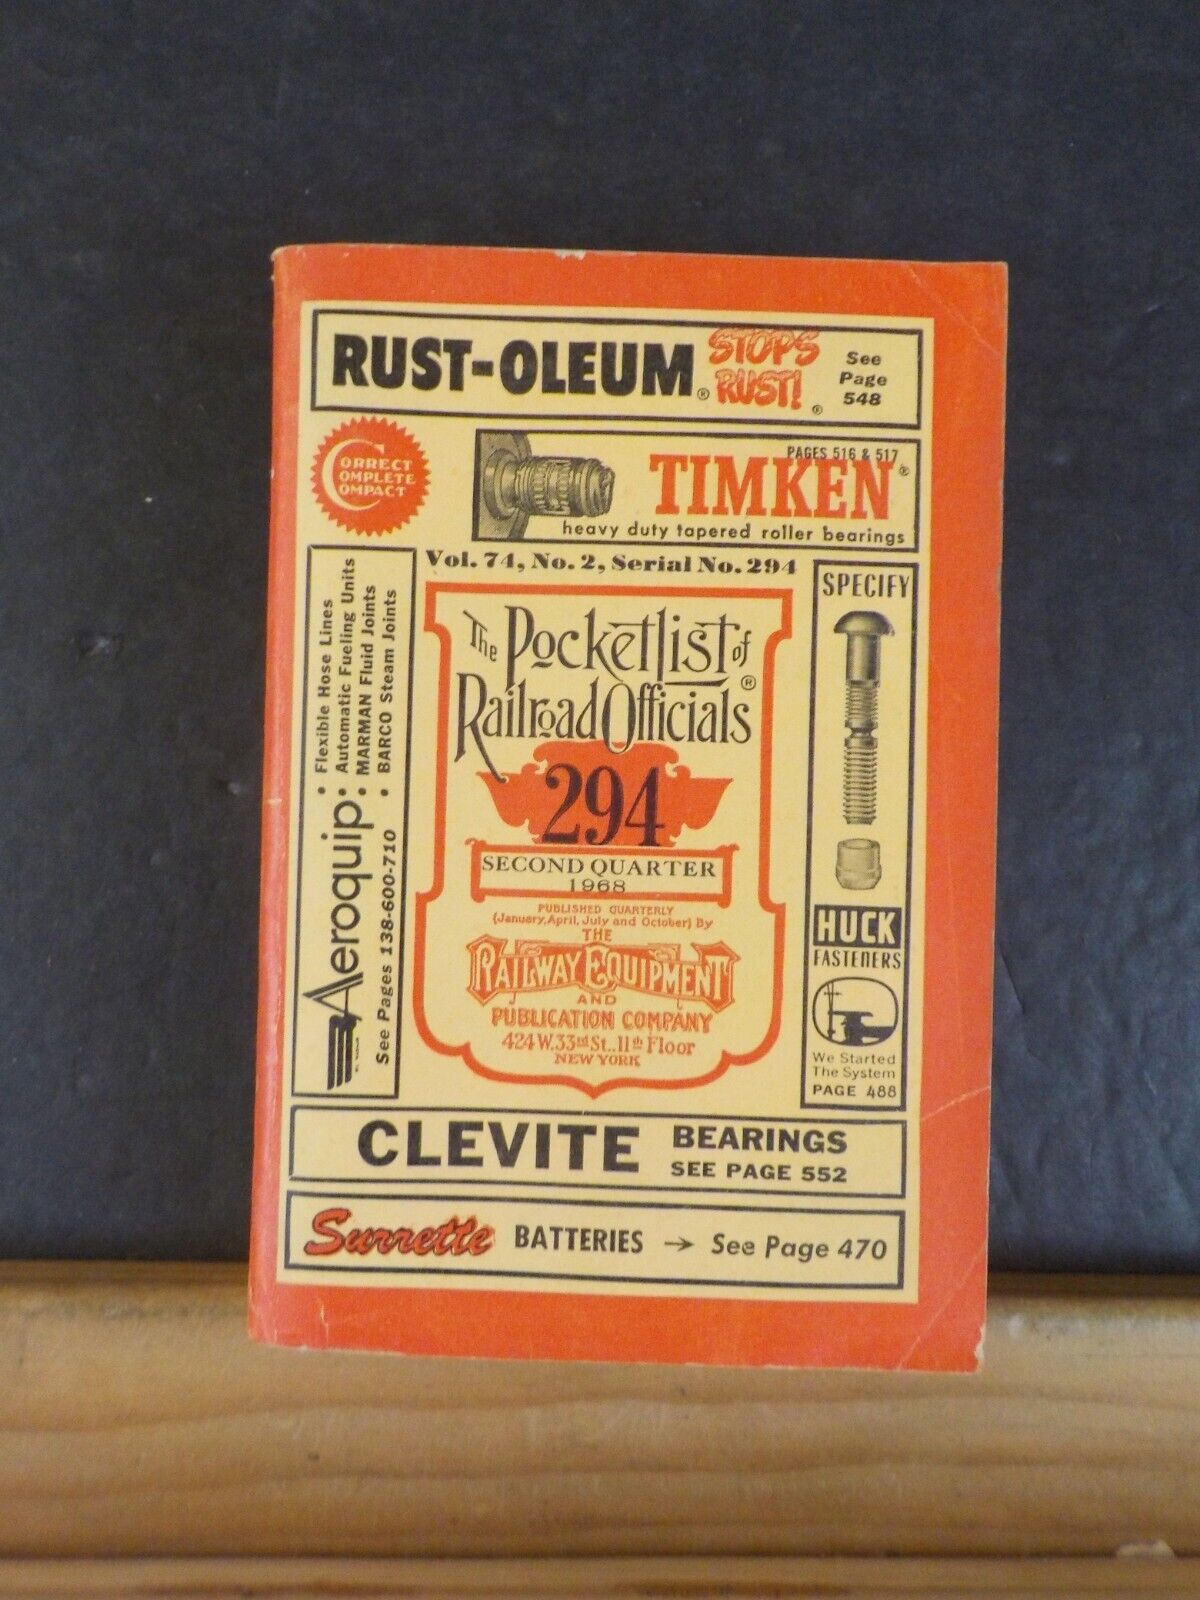 RUST-OLEUM®
STOPS
RUST! ®
See
Page
548
CORRECT
COMPLETE
COMPACT
PAGES 516 & 517
TIMKEN®
heavy duty tapered roller bearings
Vol. 74, No. 2, Serial No. 294
Aeroquip:
• Flexible Hose Lines
• Automatic Fueling Units
• MARMAN Fluid Joints
• BARCO Steam Joints
See Pages 138-600-710
The Pocket List of
Railroad Officials®
294
SECOND QUARTER
1968
PUBLISHED QUARTERLY
(January, April, July and October) By
THE
RAILWAY EQUIPMENT
AND
PUBLICATION COMPANY
424 W. 33rd St., 11th Floor
NEW YORK
SPECIFY
HUCK
FASTENERS
We Started
The System
PAGE 488
CLEVITE BEARINGS
SEE PAGE 552
Surrette BATTERIES → See Page 470